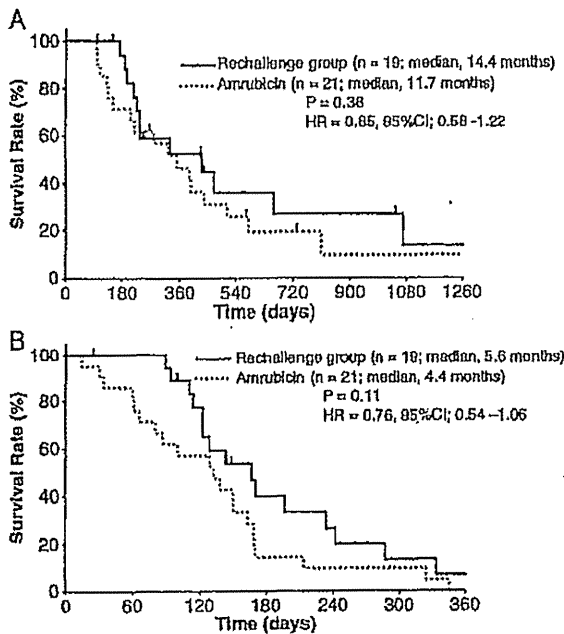 A
Survival Rate (%)
100
80
60
40
20
0
Rechallenge group (n = 19; median, 14.4 months)
Amrubicin (n = 21; median, 11.7 months)
P = 0.38
HR = 0.85, 95%CI; 0.58-1.22
0 180 360 540 720 900 1080 1260
Time (days)
B
Survival Rate (%)
100
80
60
40
20
0
Rechallenge group (n = 19; median, 5.6 months)
Amrubicin (n = 21; median, 4.4 months)
P = 0.11
HR = 0.76, 95%CI; 0.54-1.06
0 60 120 180 240 300 360
Time (days)